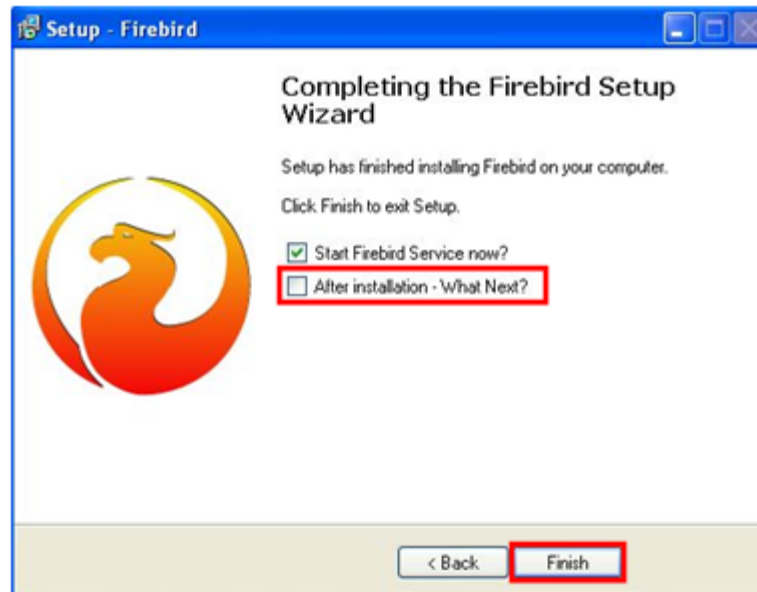 Setup - Firebird
Completing the Firebird Setup
Wizard
Setup has finished installing Firebird on your computer.
Click Finish to exit Setup.
Start Firebird Service now?
After installation - What Next?
< Back
Finish